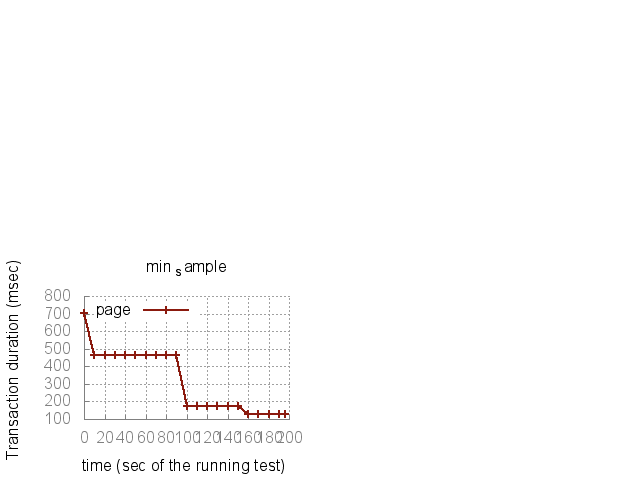 min sample
Transaction duration (msec)
page
800
700
600
500
400
300
200
100
0 20 40 60 80 100 120 140 160 180 200
time (sec of the running test)